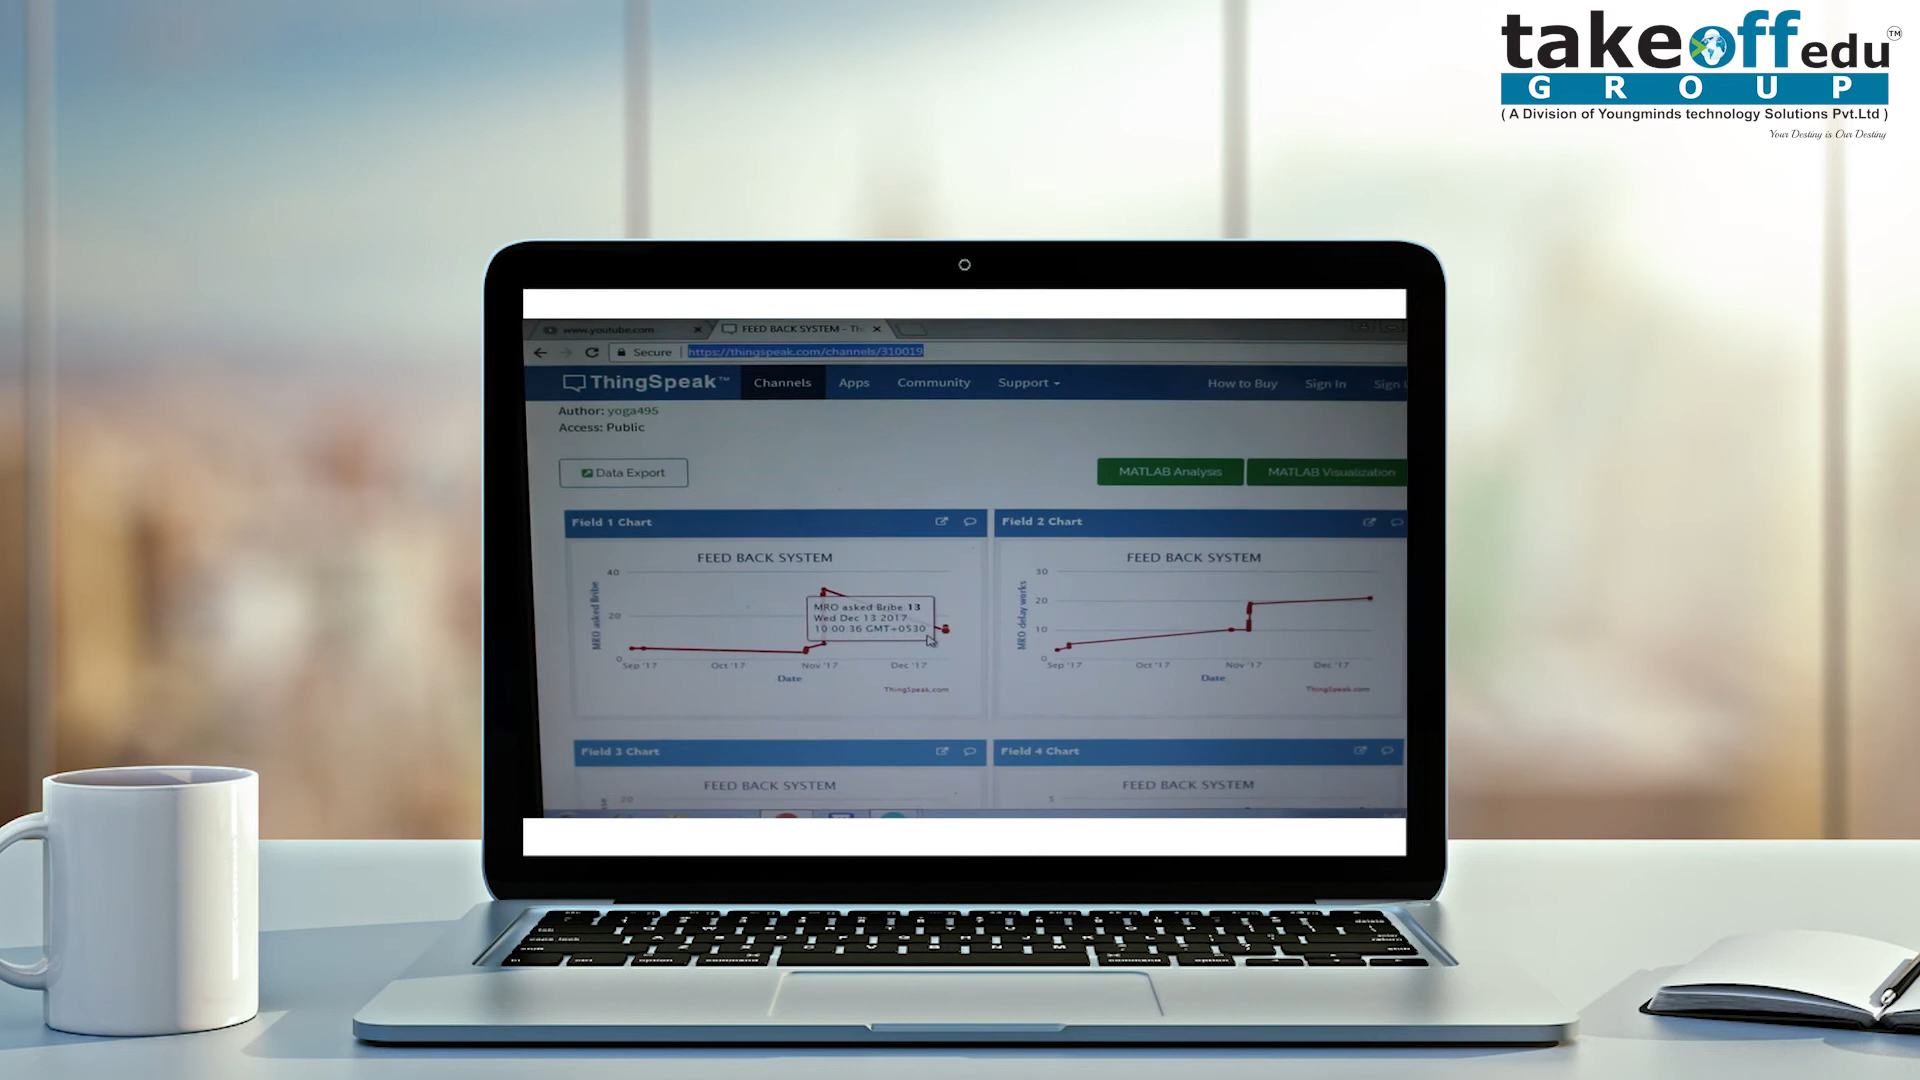 takeoffedu™
GROUP
( A Division of Youngminds technology Solutions Pvt.Ltd )
Your Destiny is Our Destiny
www.youtube.com
FEED BACK SYSTEM - Th
Secure
https://thingspeak.com/channels/310019
ThingSpeak™ Channels Apps Community Support How to Buy Sign In Sign
Author: yoga495
Access: Public
Data Export
MATLAB Analysis
MATLAB Visualization
Field 1 Chart
FEED BACK SYSTEM
MRO asked Bribe
40
20
0
MRO asked Bribe: 13
Wed Dec 13 2017
10:00:36 GMT+0530
Sep '17 Oct '17 Nov '17 Dec '17
Date
ThingSpeak.com
Field 2 Chart
FEED BACK SYSTEM
MRO delay works
30
20
10
0
Sep '17 Oct '17 Nov '17 Dec '17
Date
ThingSpeak.com
Field 3 Chart
FEED BACK SYSTEM
20
Field 4 Chart
FEED BACK SYSTEM
5